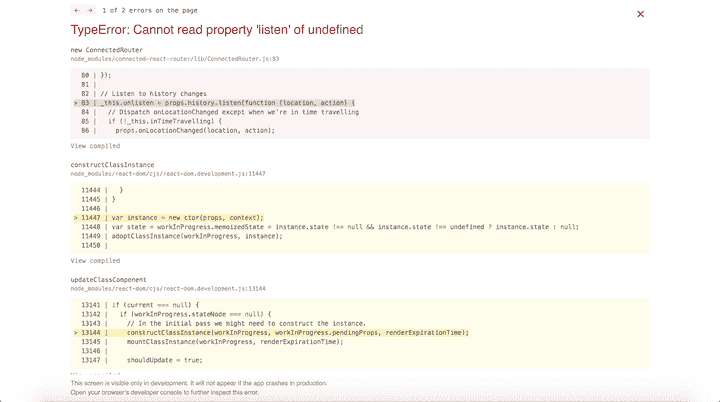 ← → 1 of 2 errors on the page
×
TypeError: Cannot read property 'listen' of undefined
new ConnectedRouter
node_modules/connected-react-router/lib/ConnectedRouter.js:83
80 | });
81 |
82 | // Listen to history changes
> 83 | _this.unlisten = props.history.listen(function (location, action) {
84 | // Dispatch onLocationChanged except when we're in time travelling
85 | if (!_this.inTimeTravelling) {
86 | props.onLocationChanged(location, action);
View compiled
constructClassInstance
node_modules/react-dom/cjs/react-dom.development.js:11447
11444 | }
11445 | }
11446 |
> 11447 | var instance = new ctor(props, context);
11448 | var state = workInProgress.memoizedState = instance.state !== null && instance.state !== undefined ? instance.state : null;
11449 | adoptClassInstance(workInProgress, instance);
11450 |
View compiled
updateClassComponent
node_modules/react-dom/cjs/react-dom.development.js:13144
13141 | if (current === null) {
13142 | if (workInProgress.stateNode === null) {
13143 | // In the initial pass we might need to construct the instance.
> 13144 | constructClassInstance(workInProgress, workInProgress.pendingProps, renderExpirationTime);
13145 | mountClassInstance(workInProgress, renderExpirationTime);
13146 |
13147 | shouldUpdate = true;
View compiled
This screen is visible only in development. It will not appear if the app crashes in production.
Open your browser's developer console to further inspect this error.